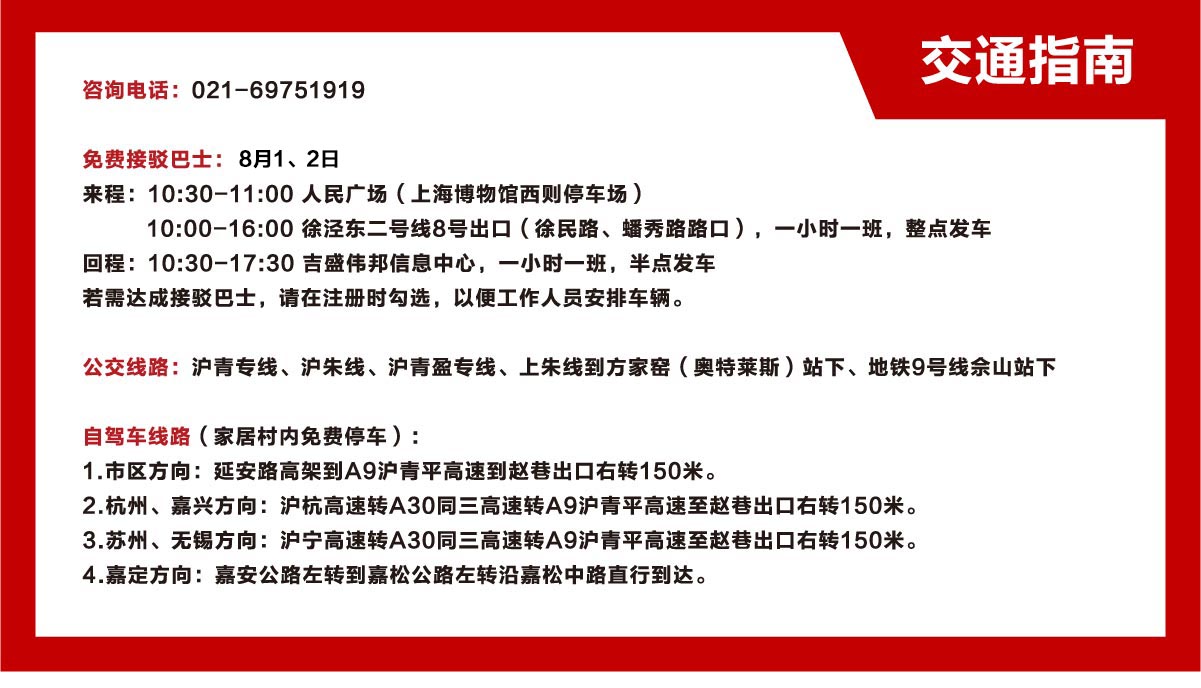 交通指南
咨询电话：021-69751919
免费接驳巴士：8月1、2日
来程：10:30-11:00 人民广场（上海博物馆西则停车场）
10:00-16:00 徐泾东二号线8号出口（徐民路、蟠秀路路口），一小时一班，整点发车
回程：10:30-17:30 吉盛伟邦信息中心，一小时一班，半点发车
若需达成接驳巴士，请在注册时勾选，以便工作人员安排车辆。
公交线路：沪青专线、沪朱线、沪青盈专线、上朱线到方家窑（奥特莱斯）站下、地铁9号线佘山站下
自驾车线路（家居村内免费停车）：
1.市区方向：延安路高架到A9沪青平高速到赵巷出口右转150米。
2.杭州、嘉兴方向：沪杭高速转A30同三高速转A9沪青平高速至赵巷出口右转150米。
3.苏州、无锡方向：沪宁高速转A30同三高速转A9沪青平高速至赵巷出口右转150米。
4.嘉定方向：嘉安公路左转到嘉松公路左转沿嘉松中路直行到达。